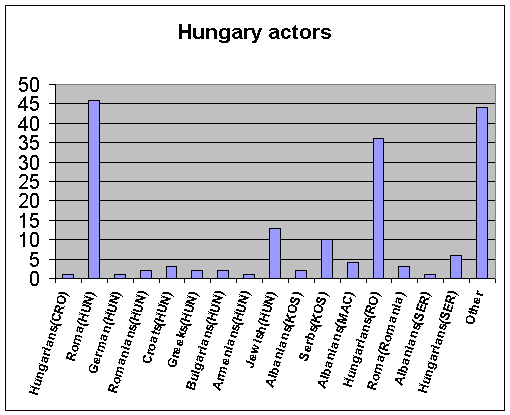 Hungary actors
50
45
40
35
30
25
20
15
10
5
0
Hungarians(CRO)
Roma(HUN)
German(HUN)
Romanians(HUN)
Croats(HUN)
Greeks(HUN)
Bulgarians(HUN)
Armenians(HUN)
Jewish(HUN)
Albanians(KOS)
Serbs(KOS)
Albanians(MAC)
Hungarians(RO)
Roma(Romania)
Albanians(SER)
Hungarians(SER)
Other